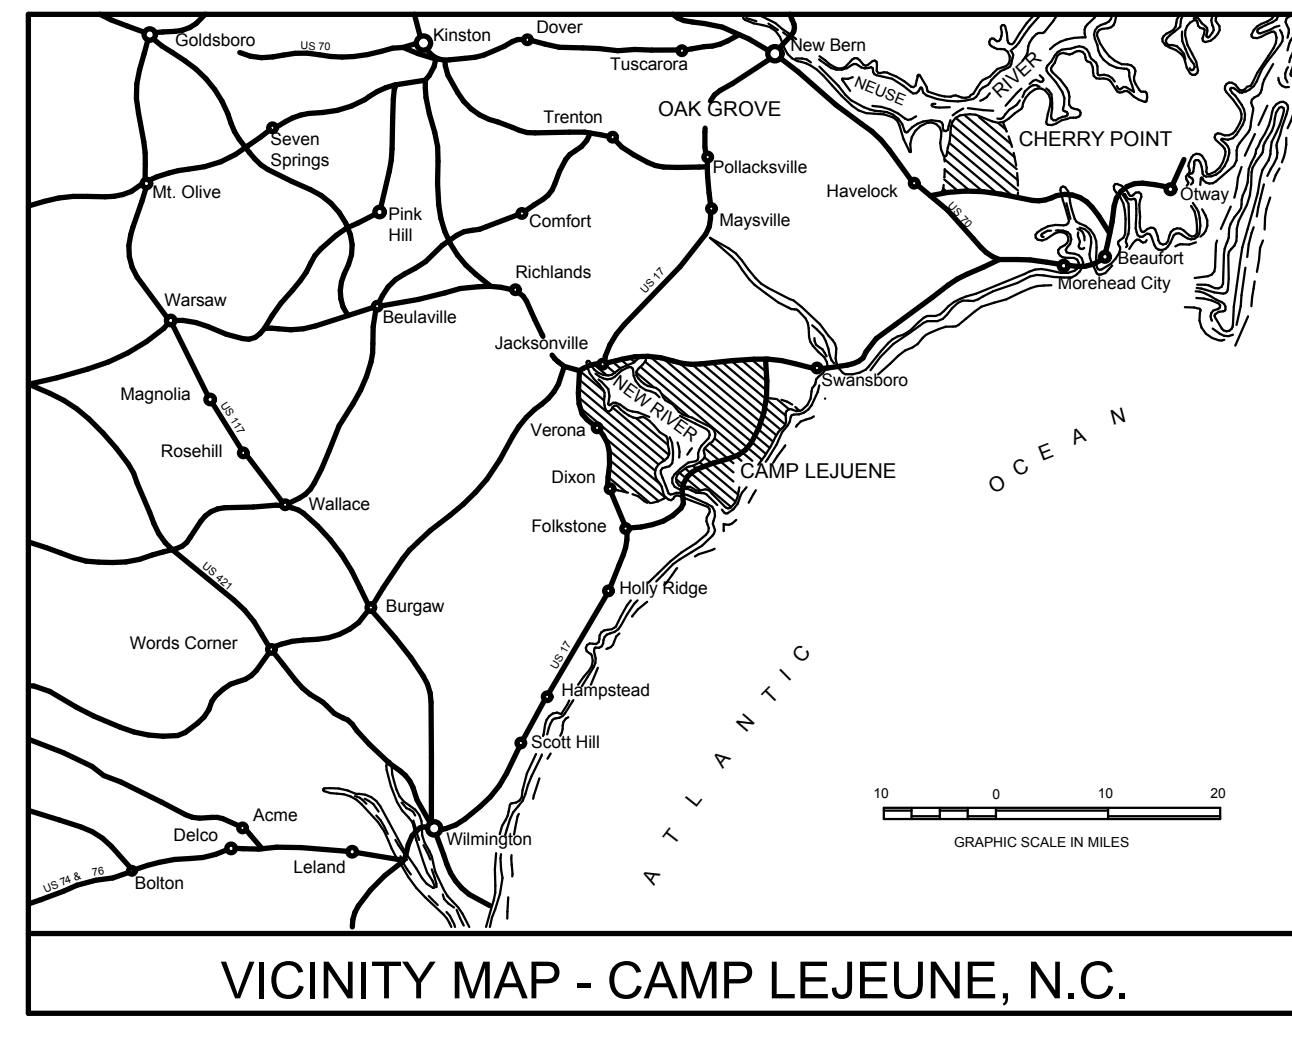 Goldsboro
US 70
Kinston
Dover
Tuscarora
New Bern
NEUSE
RIVER
OAK GROVE
Trenton
CHERRY POINT
Seven
Springs
Pollacksville
Mt. Olive
Havelock
Otway
Pink
Hill
Comfort
Maysville
US 70
Beaufort
Richlands
US 17
Morehead City
Warsaw
Beulaville
Jacksonville
Swansboro
Magnolia
US 117
NEW RIVER
Verona
Rosehill
Dixon
CAMP LEJUENE
Wallace
Folkstone
US 421
Holly Ridge
Burgaw
Words Corner
US 17
Hampstead
Scott Hill
ATLANTIC
OCEAN
10 0 10 20
GRAPHIC SCALE IN MILES
Acme
Delco
Wilmington
Leland
US 74 & 76
Bolton
VICINITY MAP - CAMP LEJEUNE, N.C.